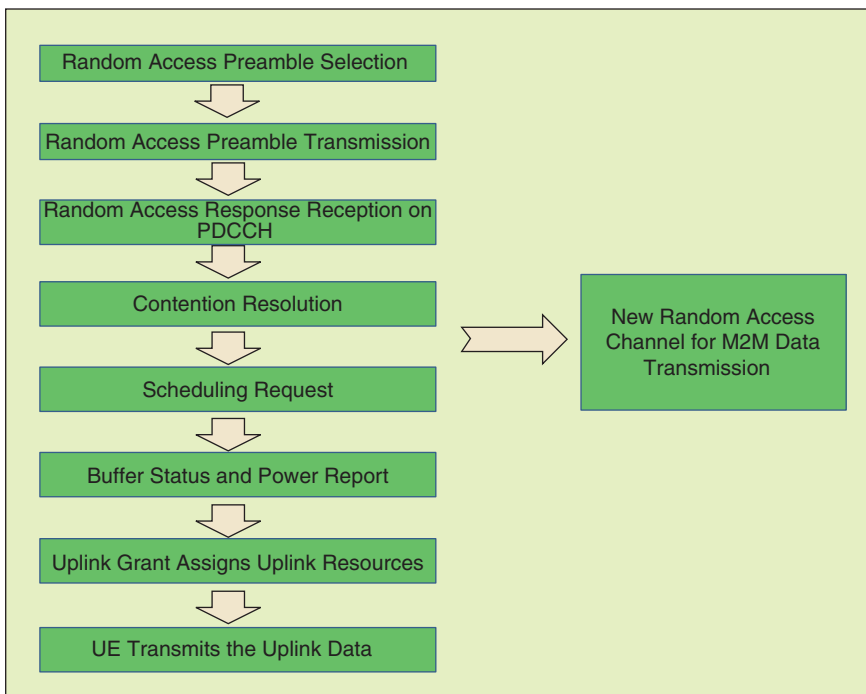 Random Access Preamble Selection
Random Access Preamble Transmission
Random Access Response Reception on
PDCCH
Contention Resolution
Scheduling Request
Buffer Status and Power Report
Uplink Grant Assigns Uplink Resources
UE Transmits the Uplink Data
New Random Access
Channel for M2M Data
Transmission